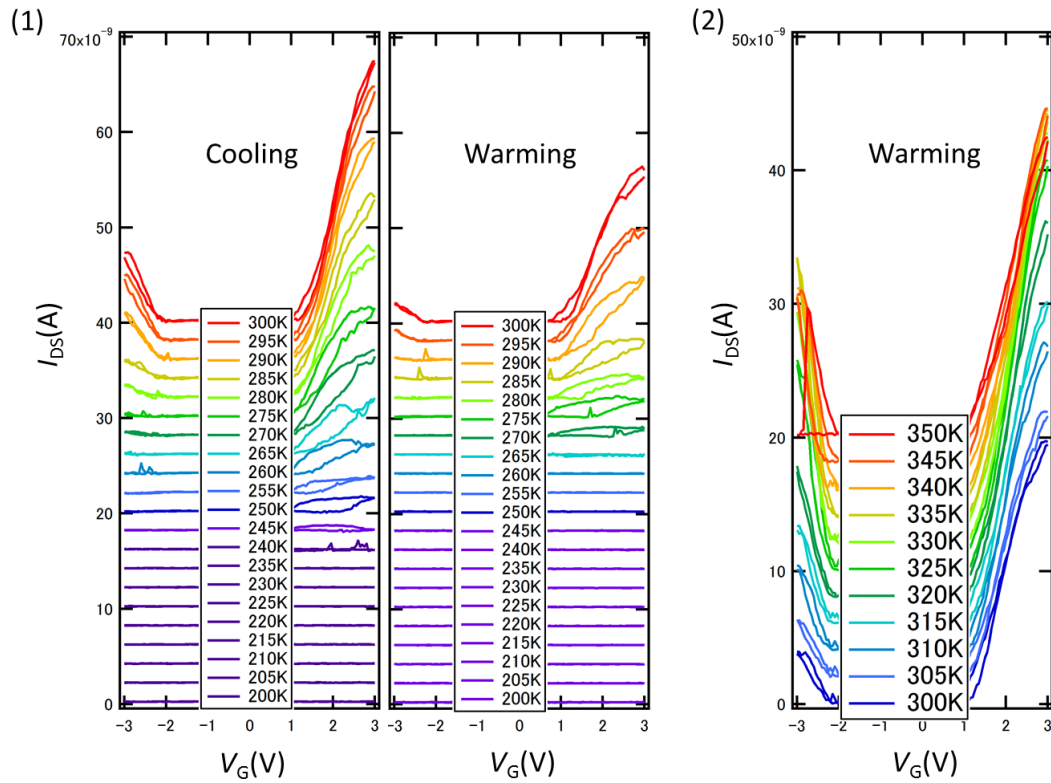 (1)
70x10⁻⁹
60
50
40
30
20
10
0
I_DS(A)
Cooling
300K
295K
290K
285K
280K
275K
270K
265K
260K
255K
250K
245K
240K
235K
230K
225K
220K
215K
210K
205K
200K
−3 −2 −1 0 1 2 3
V_G(V)
Warming
300K
295K
290K
285K
280K
275K
270K
265K
260K
255K
250K
245K
240K
235K
230K
225K
220K
215K
210K
205K
200K
−3 −2 −1 0 1 2 3
V_G(V)
(2)
50x10⁻⁹
40
30
20
10
0
I_DS(A)
Warming
350K
345K
340K
335K
330K
325K
320K
315K
310K
305K
300K
−3 −2 −1 0 1 2 3
V_G(V)